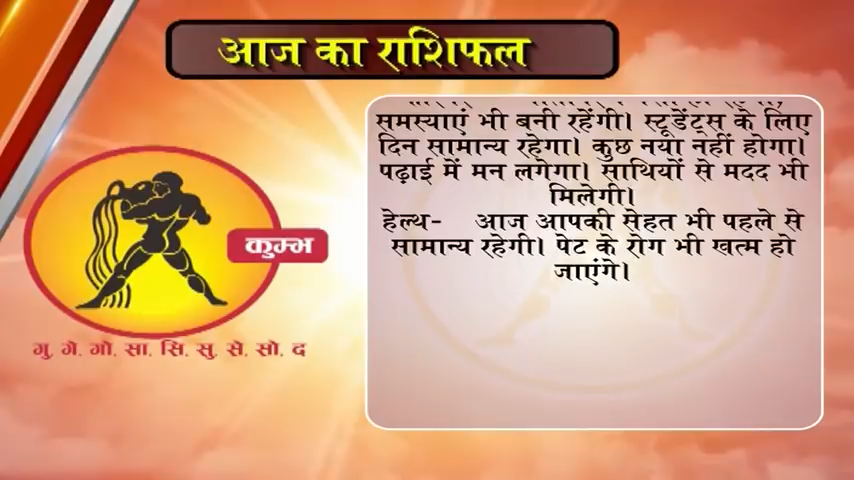 आज का राशिफल
समस्याएं भी बनी रहेंगी। स्टूडेंट्स के लिए
दिन सामान्य रहेगा। कुछ नया नहीं होगा।
पढ़ाई में मन लगेगा। साथियों से मदद भी
मिलेगी।
हेल्थ- आज आपकी सेहत भी पहले से
सामान्य रहेगी। पेट के रोग भी खत्म हो
जाएंगे।
कुम्भ
गु, गे, गो, सा, सि, सु, से, सो, द